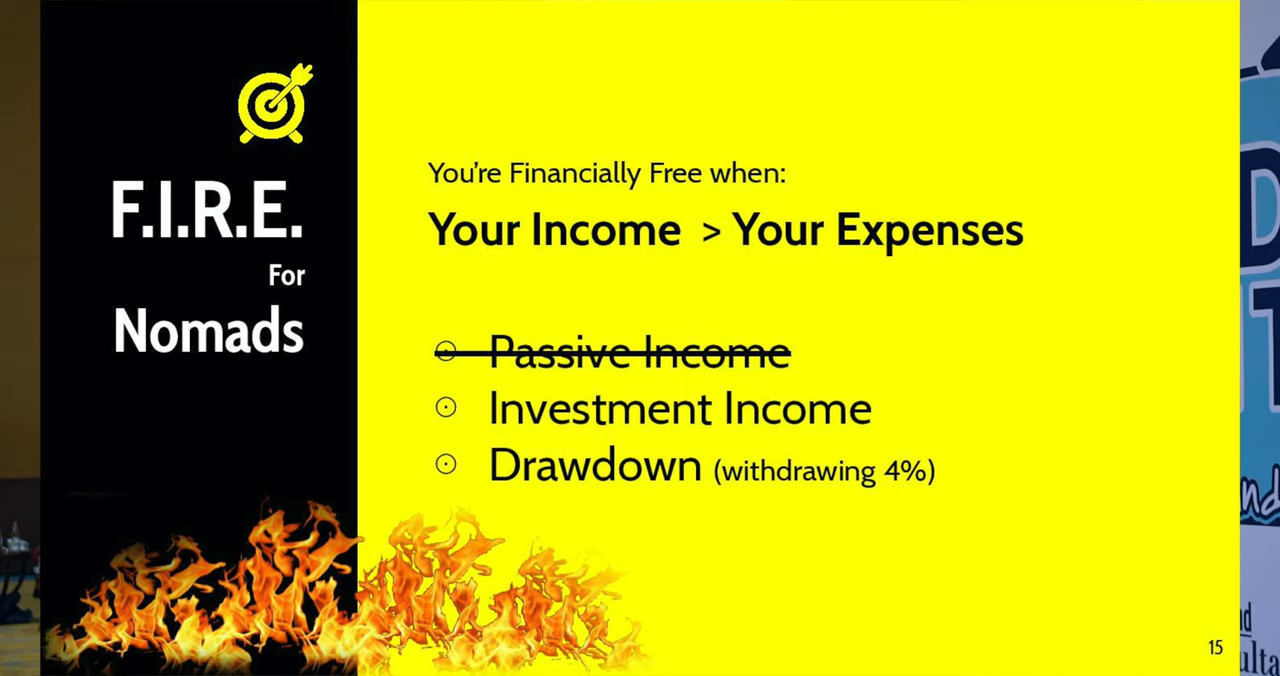 F.I.R.E.
For
Nomads
You're Financially Free when:
Your Income > Your Expenses
Passive Income
Investment Income
Drawdown (withdrawing 4%)
15